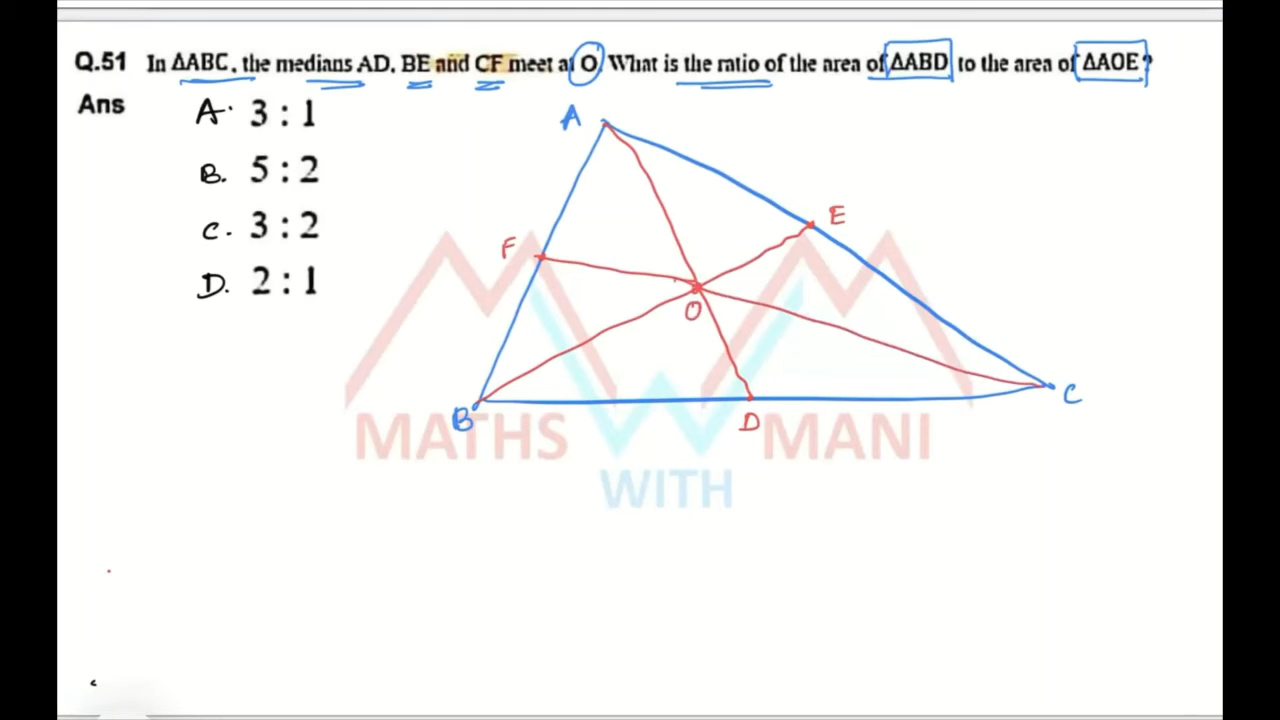 Q.51 In ΔABC, the medians AD, BE and CF meet at O. What is the ratio of the area of ΔABD to the area of ΔAOE?
Ans
A. 3 : 1
B. 5 : 2
C. 3 : 2
D. 2 : 1
A
E
F
O
B
D
C
MATHS MANI
WITH